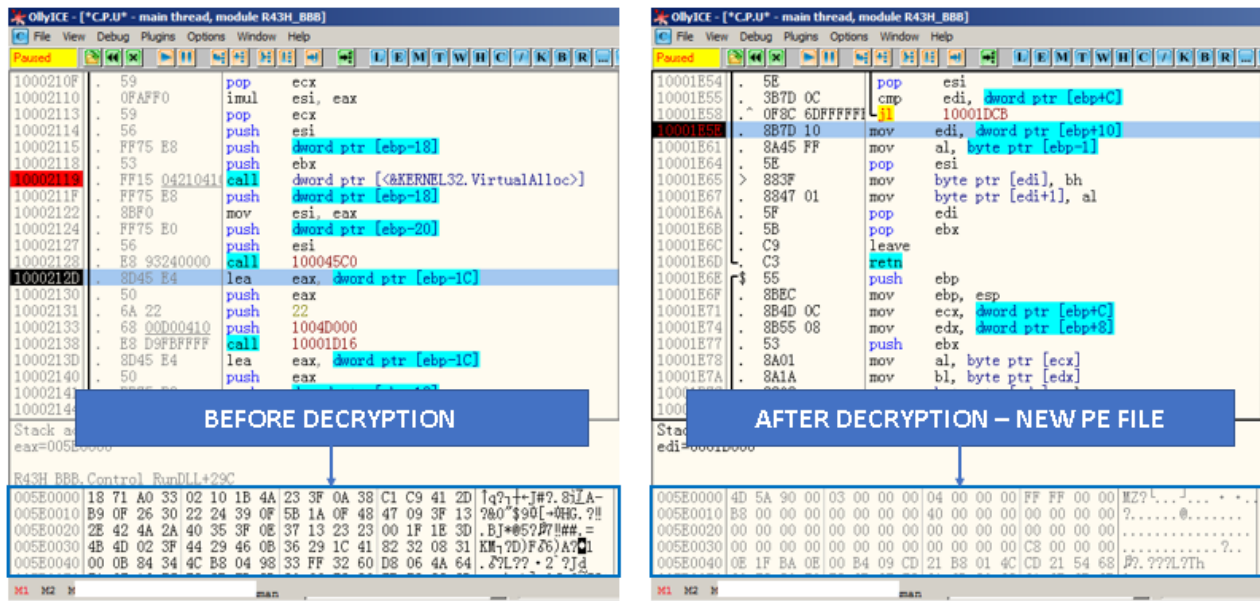 OllyICE - [*C.P.U* - main thread, module R43H_BBB]
File View Debug Plugins Options Window Help
Paused L E M T W H C / K B R ...
1000210F . 59 pop ecx
10002110 . 0FAFF0 imul esi, eax
10002113 . 59 pop ecx
10002114 . 56 push esi
10002115 . FF75 E8 push dword ptr [ebp-18]
10002118 . 53 push ebx
10002119 . FF15 04210410 call dword ptr [<&KERNEL32.VirtualAlloc>]
1000211F . FF75 E8 push dword ptr [ebp-18]
10002122 . 8BF0 mov esi, eax
10002124 . FF75 E0 push dword ptr [ebp-20]
10002127 . 56 push esi
10002128 . E8 93240000 call 100045C0
1000212D . 8D45 E4 lea eax, dword ptr [ebp-1C]
10002130 . 50 push eax
10002131 . 6A 22 push 22
10002133 . 68 00D00410 push 1004D000
10002138 . E8 D9FBFFFF call 10001D16
1000213D . 8D45 E4 lea eax, dword ptr [ebp-1C]
10002140 . 50 push eax
10002141
10002144
BEFORE DECRYPTION
Stack
eax=005E0000
R43H_BBB.Control_RunDLL+29C
005E0000 18 71 A0 33 02 10 1B 4A 23 3F 0A 38 C1 C9 41 2D
005E0010 B9 0F 26 30 22 24 39 0F 5B 1A 0F 48 47 09 3F 13
005E0020 2E 42 4A 2A 40 35 3F 0E 37 13 23 23 00 1F 1E 3D
005E0030 4B 4D 02 3F 44 29 46 0B 36 29 1C 41 82 32 08 31
005E0040 00 0B 84 34 4C B8 04 98 33 FF 32 60 D8 06 4A 64
M1 M2 man
OllyICE - [*C.P.U* - main thread, module R43H_BBB]
File View Debug Plugins Options Window Help
Paused L E M T W H C / K B R ...
10001E54 . 5E pop esi
10001E55 . 3B7D 0C cmp edi, dword ptr [ebp+C]
10001E58 .^ 0F8C 6DFFFFFF jl 10001DCB
10001E5E . 8B7D 10 mov edi, dword ptr [ebp+10]
10001E61 . 8A45 FF mov al, byte ptr [ebp-1]
10001E64 . 5E pop esi
10001E65 > 883F mov byte ptr [edi], bh
10001E67 . 8847 01 mov byte ptr [edi+1], al
10001E6A . 5F pop edi
10001E6B . 5B pop ebx
10001E6C . C9 leave
10001E6D . C3 retn
10001E6E $ 55 push ebp
10001E6F . 8BEC mov ebp, esp
10001E71 . 8B4D 0C mov ecx, dword ptr [ebp+C]
10001E74 . 8B55 08 mov edx, dword ptr [ebp+8]
10001E77 . 53 push ebx
10001E78 . 8A01 mov al, byte ptr [ecx]
10001E7A . 8A1A mov bl, byte ptr [edx]
AFTER DECRYPTION – NEW PE FILE
edi=0001D000
005E0000 4D 5A 90 00 03 00 00 00 04 00 00 00 FF FF 00 00
005E0010 B8 00 00 00 00 00 00 00 40 00 00 00 00 00 00 00 ?.......@.......
005E0020 00 00 00 00 00 00 00 00 00 00 00 00 00 00 00 00 ................
005E0030 00 00 00 00 00 00 00 00 00 00 00 00 C8 00 00 00 ............?..
005E0040 0E 1F BA 0E 00 B4 09 CD 21 B8 01 4C CD 21 54 68
M1 M2 man